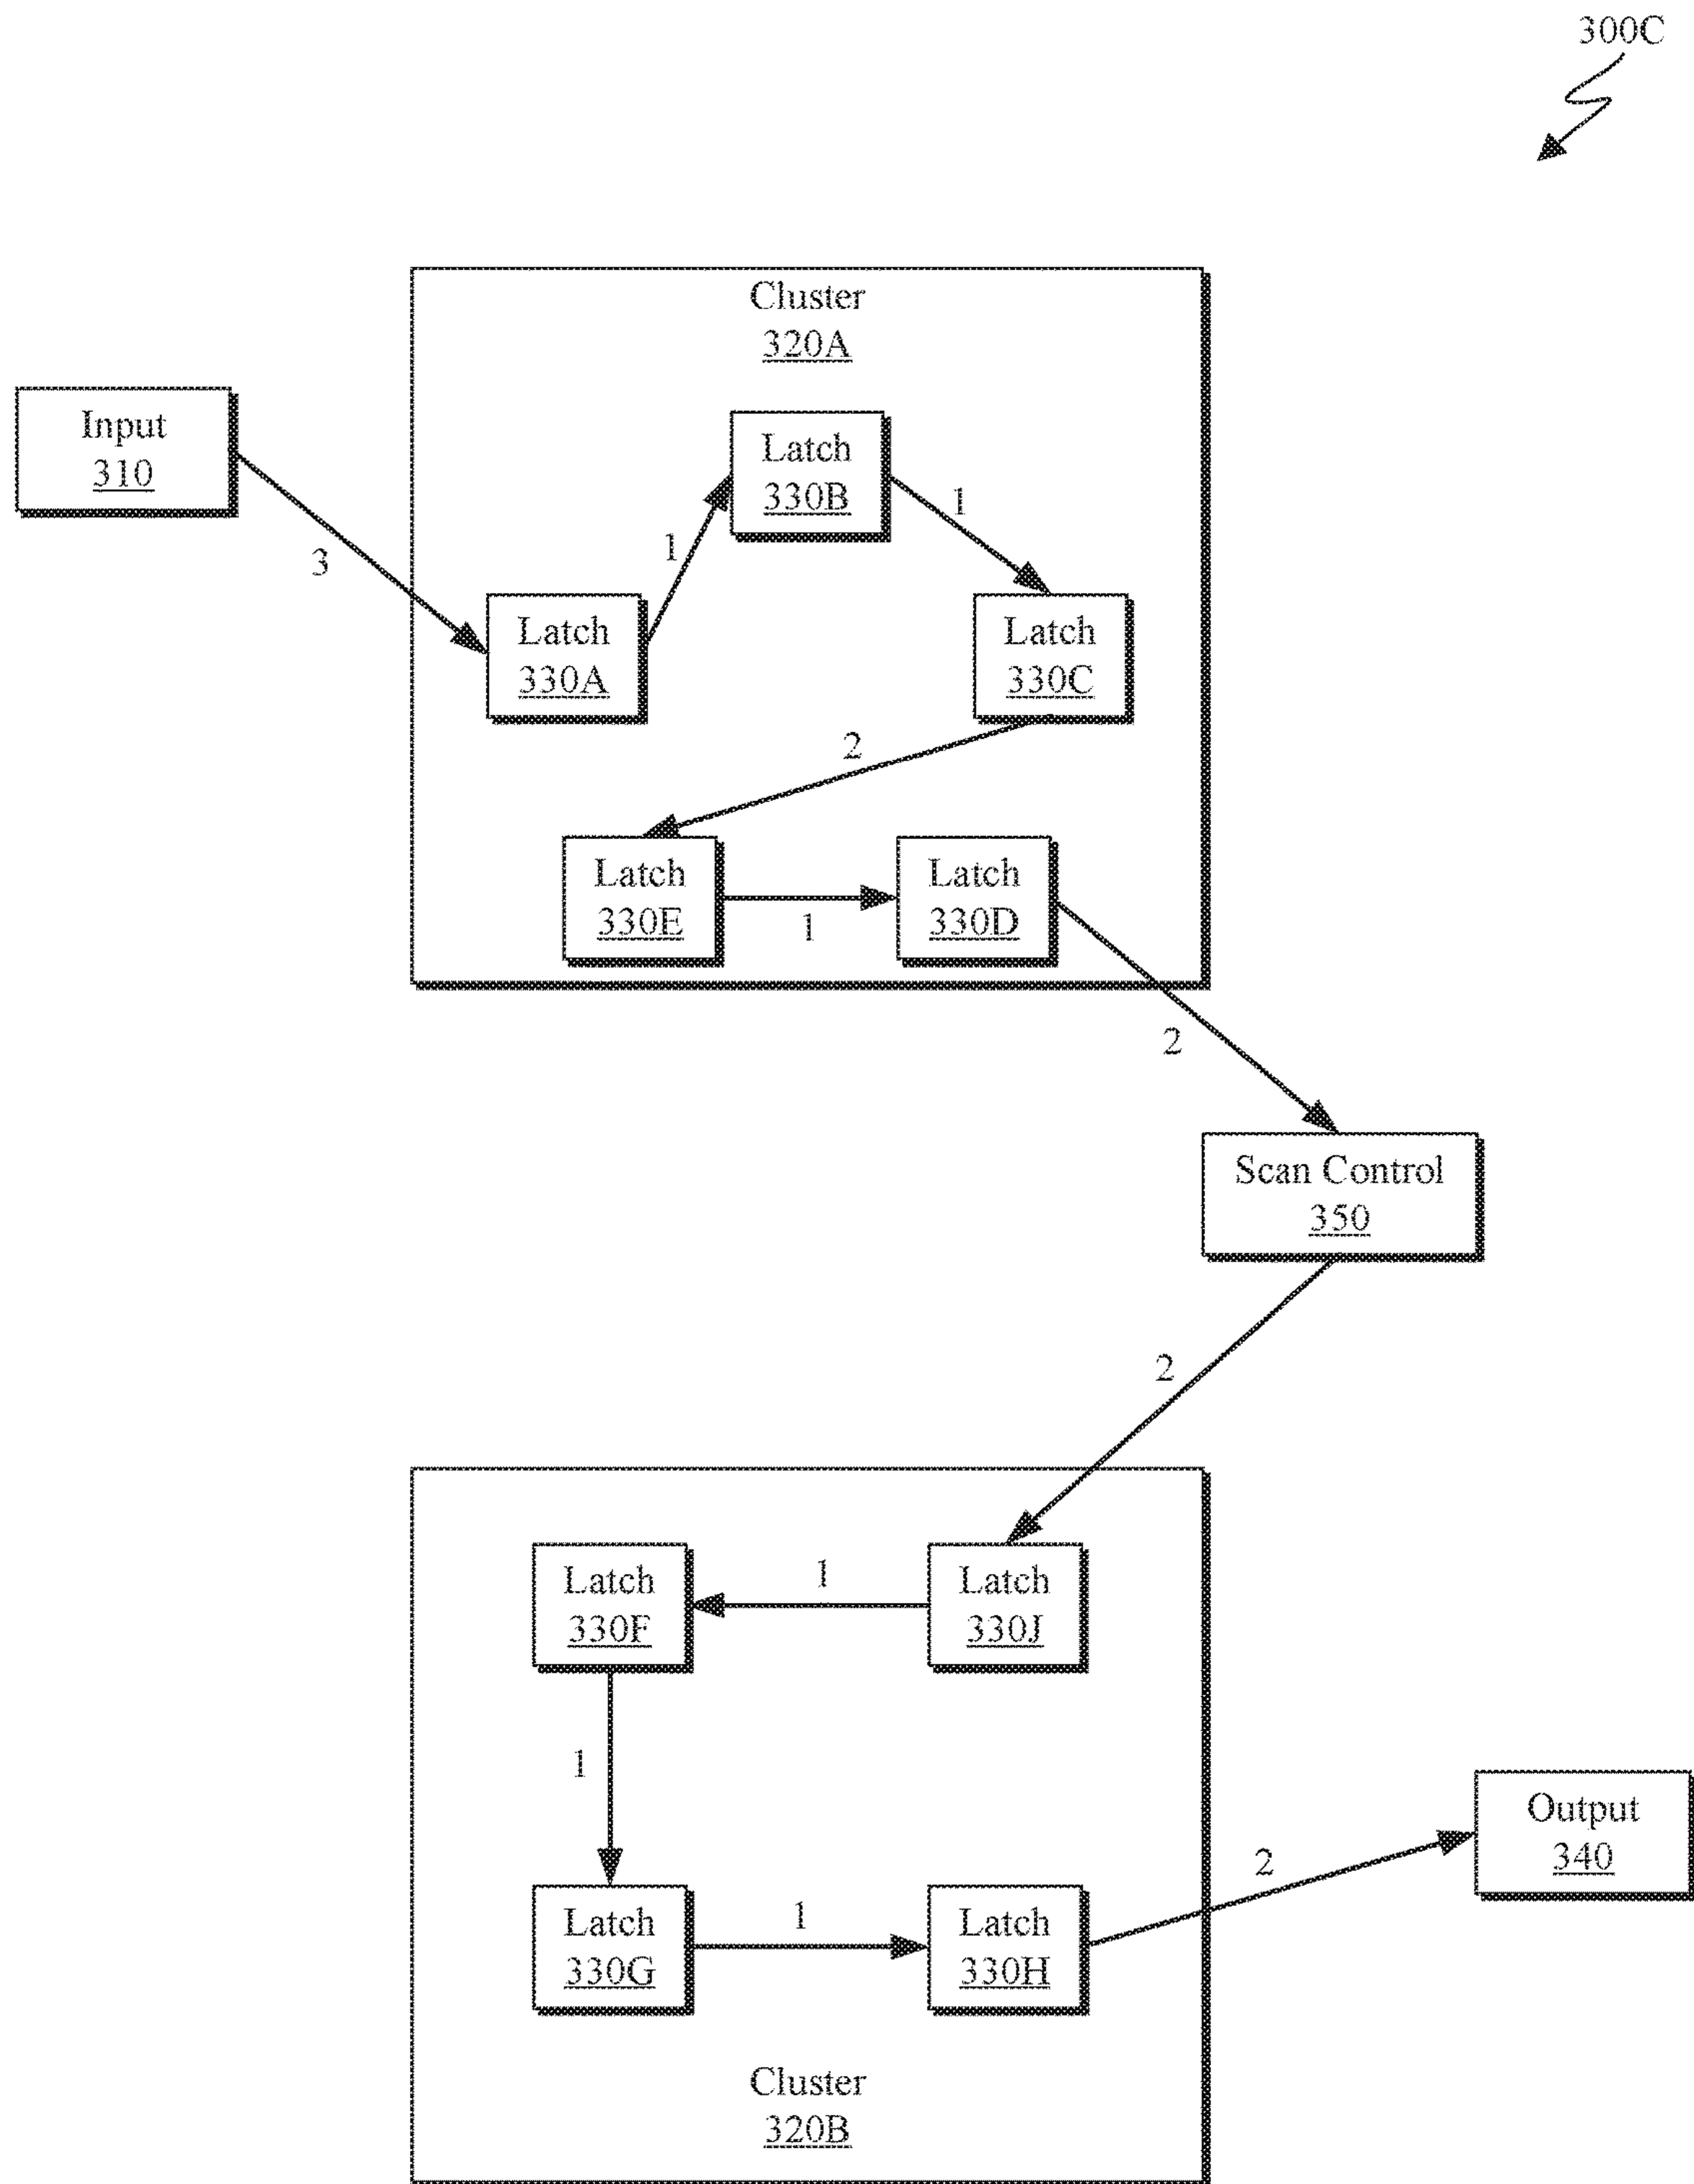 300C
Cluster
320A
Input
310
Latch
330B
1
1
3
Latch
330A
Latch
330C
2
Latch
330E
1
Latch
330D
2
Scan Control
350
2
Latch
330F
1
Latch
330J
1
Output
340
2
Latch
330G
1
Latch
330H
Cluster
320B